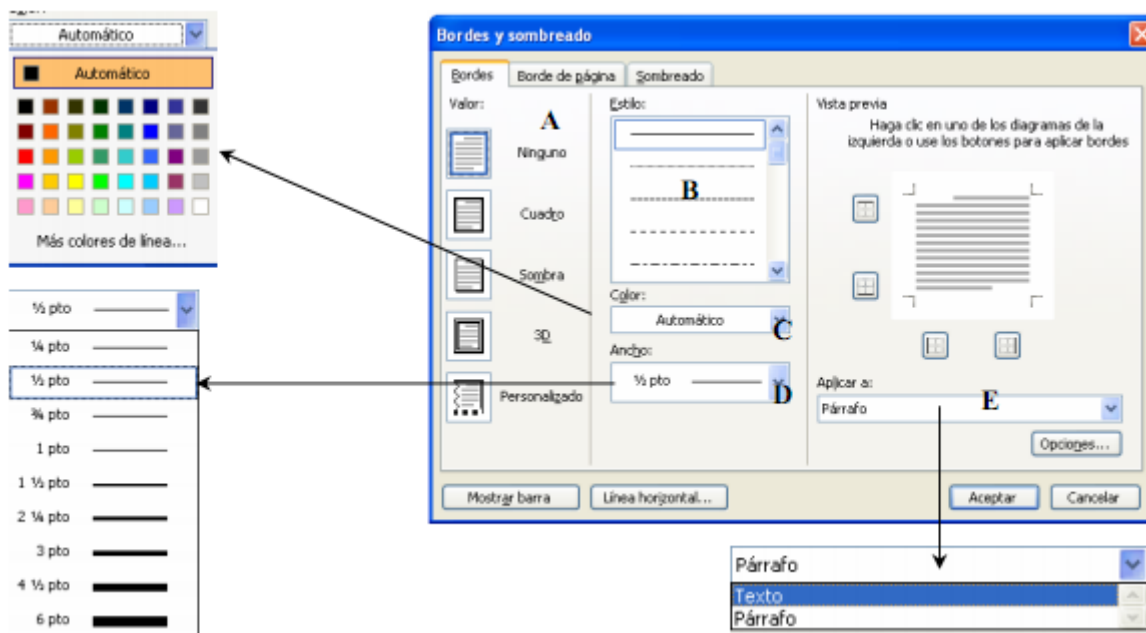 Automático
Automático
Más colores de línea...
½ pto
¼ pto
½ pto
¾ pto
1 pto
1 ½ pto
2 ¼ pto
3 pto
4 ½ pto
6 pto
Bordes y sombreado
Bordes
Borde de página
Sombreado
Valor:
A
Ninguno
Cuadro
Sombra
3D
Personalizado
Estilo:
B
Color:
Automático
C
Ancho:
½ pto
D
Vista previa
Haga clic en uno de los diagramas de la
izquierda o use los botones para aplicar bordes
Aplicar a:
E
Párrafo
Opciones...
Mostrar barra
Línea horizontal...
Aceptar
Cancelar
Párrafo
Texto
Párrafo